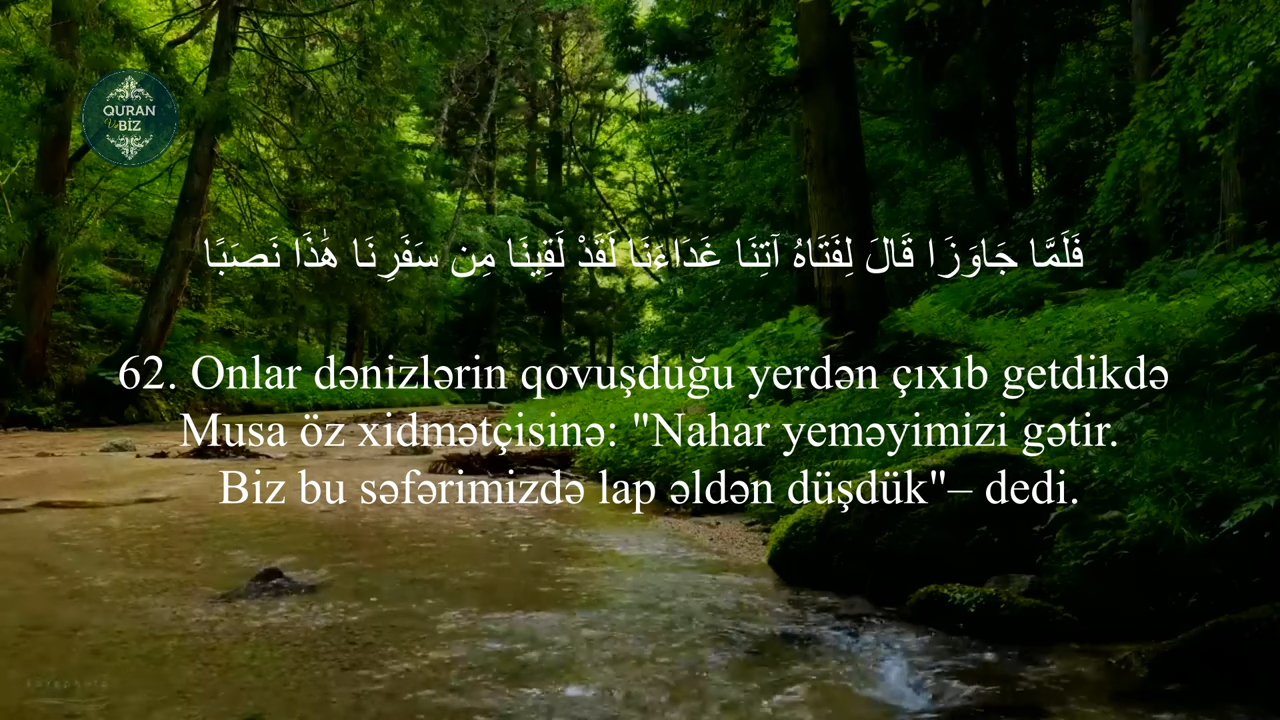 QURAN
Və
BİZ
فَلَمَّا جَاوَزَا قَالَ لِفَتَاهُ آتِنَا غَدَاءَنَا لَقَدْ لَقِينَا مِن سَفَرِنَا هَٰذَا نَصَبًا
62. Onlar dənizlərin qovuşduğu yerdən çıxıb getdikdə
Musa öz xidmətçisinə: "Nahar yeməyimizi gətir.
Biz bu səfərimizdə lap əldən düşdük"– dedi.